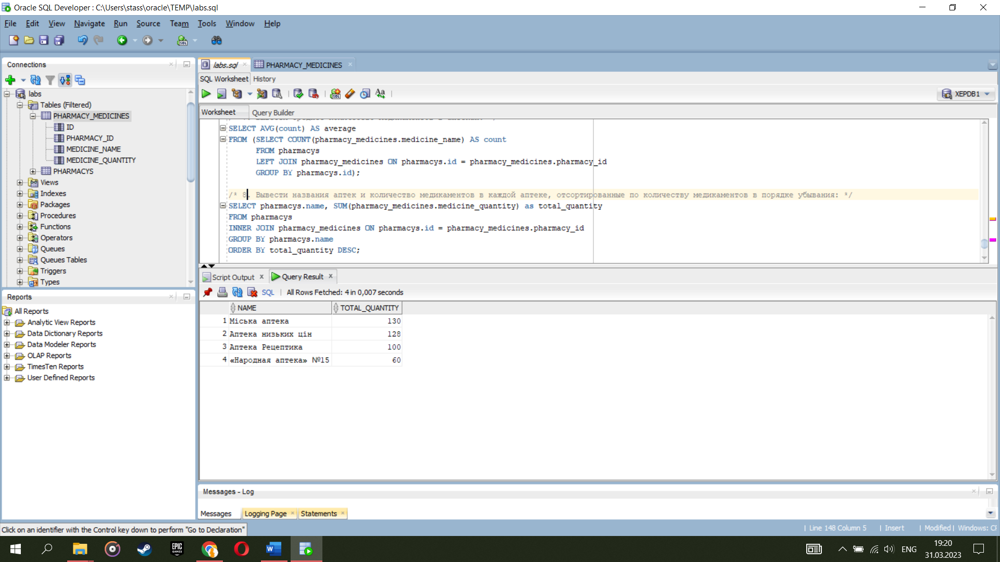 Oracle SQL Developer : C:\Users\stass\oracle\TEMP\labs.sql
File Edit View Navigate Run Source Team Tools Window Help
Connections
labs
Tables (Filtered)
PHARMACY_MEDICINES
ID
PHARMACY_ID
MEDICINE_NAME
MEDICINE_QUANTITY
PHARMACYS
Views
Indexes
Packages
Procedures
Functions
Operators
Queues
Queues Tables
Triggers
Types
Reports
All Reports
Analytic View Reports
Data Dictionary Reports
Data Modeler Reports
OLAP Reports
TimesTen Reports
User Defined Reports
labs.sql PHARMACY_MEDICINES
SQL Worksheet History
XEPDB1
Worksheet Query Builder
SELECT AVG(count) AS average
FROM (SELECT COUNT(pharmacy_medicines.medicine_name) AS count
FROM pharmacys
LEFT JOIN pharmacy_medicines ON pharmacys.id = pharmacy_medicines.pharmacy_id
GROUP BY pharmacys.id);
/* 8. Вывести названия аптек и количество медикаментов в каждой аптеке, отсортированные по количеству медикаментов в порядке убывания: */
SELECT pharmacys.name, SUM(pharmacy_medicines.medicine_quantity) as total_quantity
FROM pharmacys
INNER JOIN pharmacy_medicines ON pharmacys.id = pharmacy_medicines.pharmacy_id
GROUP BY pharmacys.name
ORDER BY total_quantity DESC;
Script Output Query Result
SQL All Rows Fetched: 4 in 0,007 seconds
NAME TOTAL_QUANTITY
1 Міська аптека 130
2 Аптека низьких цін 128
3 Аптека Рецептика 100
4 «Народная аптека» №15 60
Messages - Log
Messages Logging Page Statements
Click on an identifier with the Control key down to perform "Go to Declaration"
Line 148 Column 5 Insert Modified Windows:
EPIC GAMES
ENG
19:20
31.03.2023